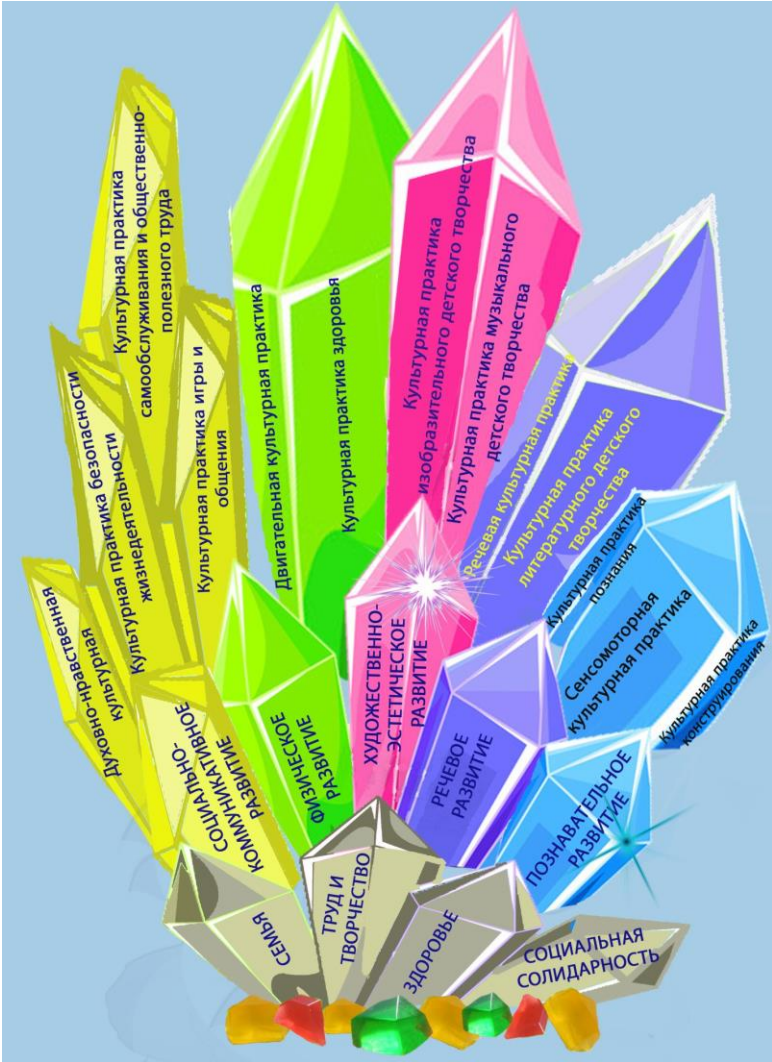 Культурная практика
самообслуживания и общественно-
полезного труда
Культурная практика безопасности
жизнедеятельности
Культурная практика игры и
общения
Духовно-нравственная
культурная
СОЦИАЛЬНО-
КОММУНИКАТИВНОЕ
РАЗВИТИЕ
Двигательная культурная практика
Культурная практика здоровья
ФИЗИЧЕСКОЕ
РАЗВИТИЕ
Культурная практика
изобразительного детского творчества
Культурная практика музыкального
детского творчества
ХУДОЖЕСТВЕННО-
ЭСТЕТИЧЕСКОЕ
РАЗВИТИЕ
Речевая культурная практика
Культурная практика
литературного детского
творчества
РЕЧЕВОЕ
РАЗВИТИЕ
Культурная практика
познания
Сенсомоторная
культурная практика
Культурная практика
конструирования
ПОЗНАВАТЕЛЬНОЕ
РАЗВИТИЕ
СЕМЬЯ
ТРУД И
ТВОРЧЕСТВО
ЗДОРОВЬЕ
СОЦИАЛЬНАЯ
СОЛИДАРНОСТЬ